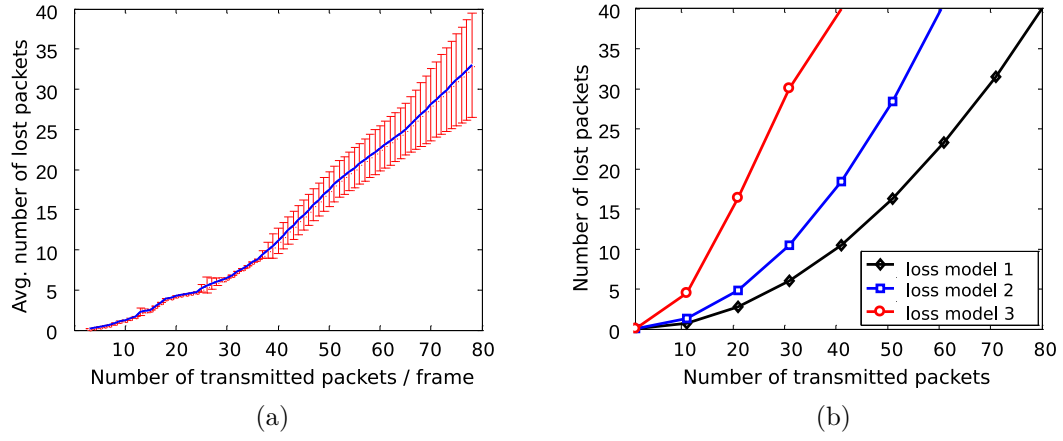 40
35
30
25
20
15
10
5
0
Avg. number of lost packets
10 20 30 40 50 60 70 80
Number of transmitted packets / frame
(a)
40
35
30
25
20
15
10
5
0
Number of lost packets
loss model 1
loss model 2
loss model 3
10 20 30 40 50 60 70 80
Number of transmitted packets
(b)